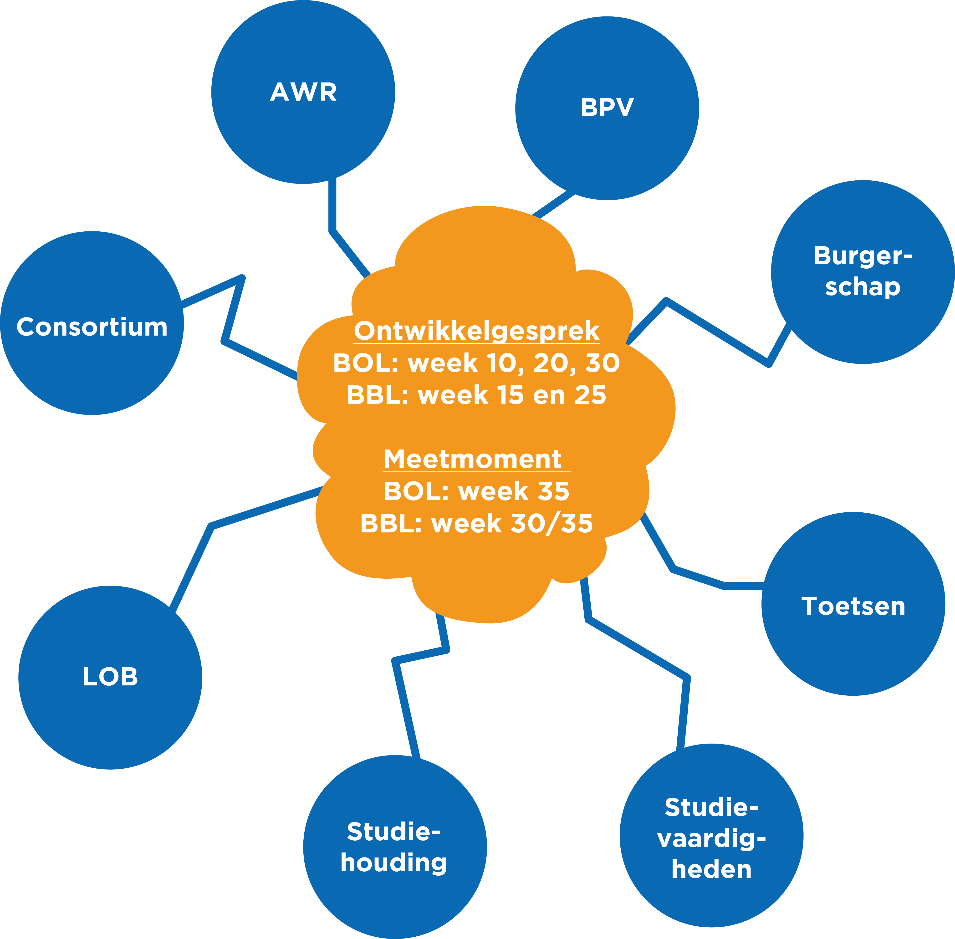 AWR
BPV
Burger-
schap
Consortium
Ontwikkelgesprek
BOL: week 10, 20, 30
BBL: week 15 en 25
Meetmoment
BOL: week 35
BBL: week 30/35
Toetsen
LOB
Studie-
houding
Studie-
vaardig-
heden